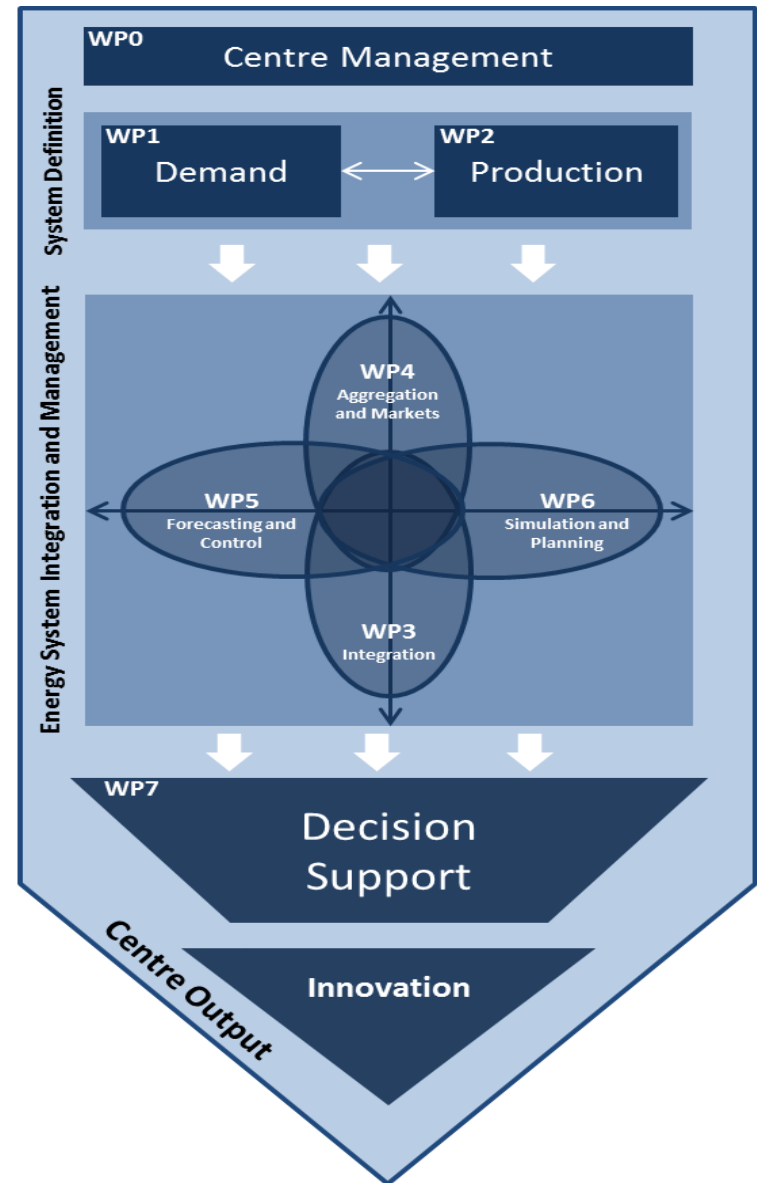 WP0
Centre Management
System Definition
WP1
Demand
WP2
Production
Energy System Integration and Management
WP4
Aggregation
and Markets
WP5
Forecasting and
Control
WP6
Simulation and
Planning
WP3
Integration
WP7
Decision
Support
Centre Output
Innovation